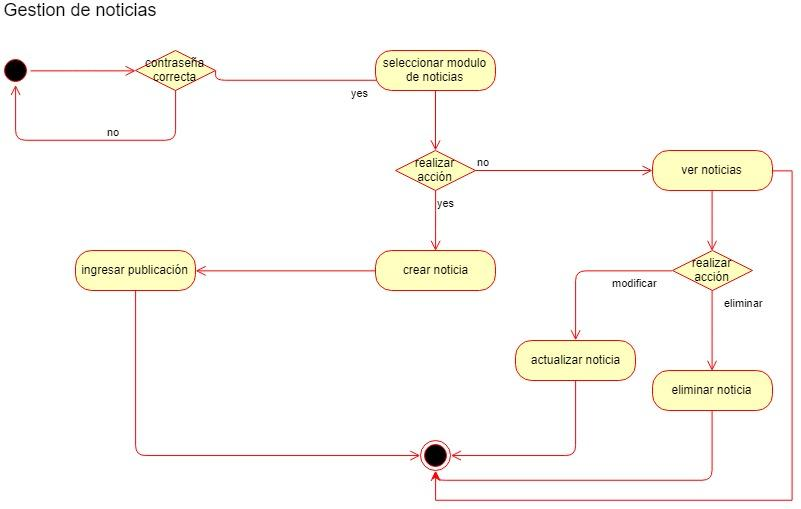 Gestion de noticias
contraseña
correcta
seleccionar modulo
de noticias
yes
no
realizar
acción
no
ver noticias
yes
ingresar publicación
crear noticia
realizar
acción
modificar
eliminar
actualizar noticia
eliminar noticia